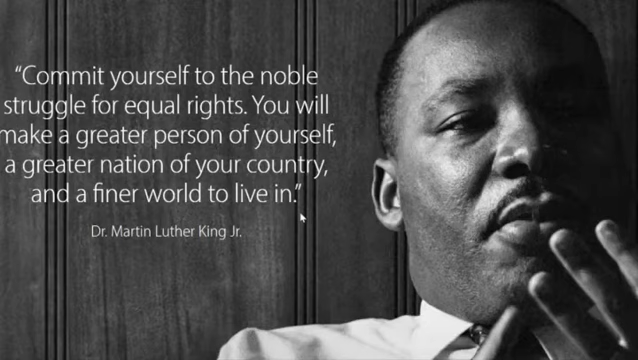 “Commit yourself to the noble
struggle for equal rights. You will
make a greater person of yourself,
a greater nation of your country,
and a finer world to live in.”
Dr. Martin Luther King Jr.